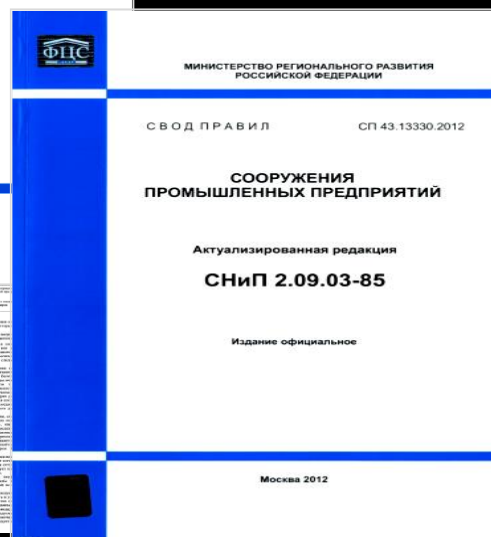 ФЦС
МИНИСТЕРСТВО РЕГИОНАЛЬНОГО РАЗВИТИЯ
РОССИЙСКОЙ ФЕДЕРАЦИИ
СВОД ПРАВИЛ СП 43.13330.2012
СООРУЖЕНИЯ
ПРОМЫШЛЕННЫХ ПРЕДПРИЯТИЙ
Актуализированная редакция
СНиП 2.09.03-85
Издание официальное
Москва 2012